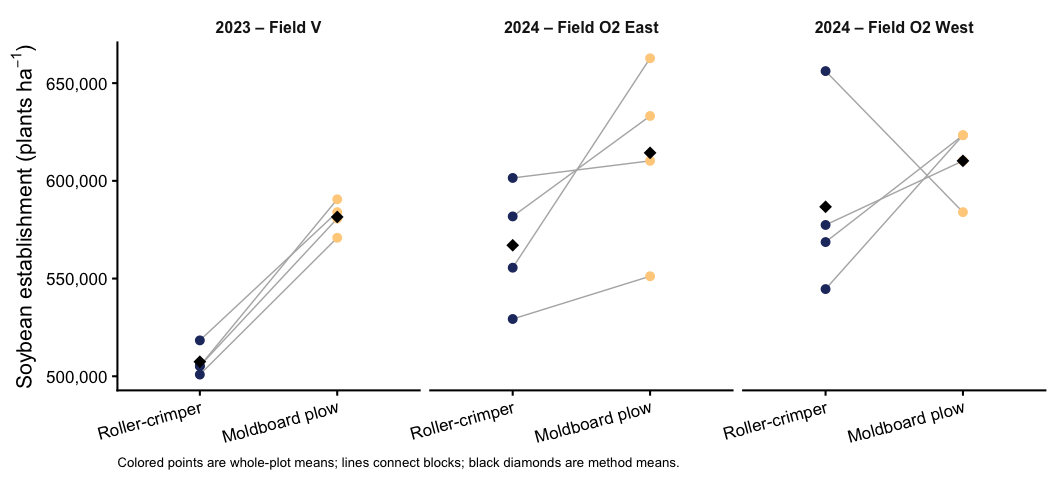 2023 – Field V
2024 – Field O2 East
2024 – Field O2 West
Soybean establishment (plants ha⁻¹)
650,000
600,000
550,000
500,000
Roller-crimper
Moldboard plow
Roller-crimper
Moldboard plow
Roller-crimper
Moldboard plow
Colored points are whole-plot means; lines connect blocks; black diamonds are method means.